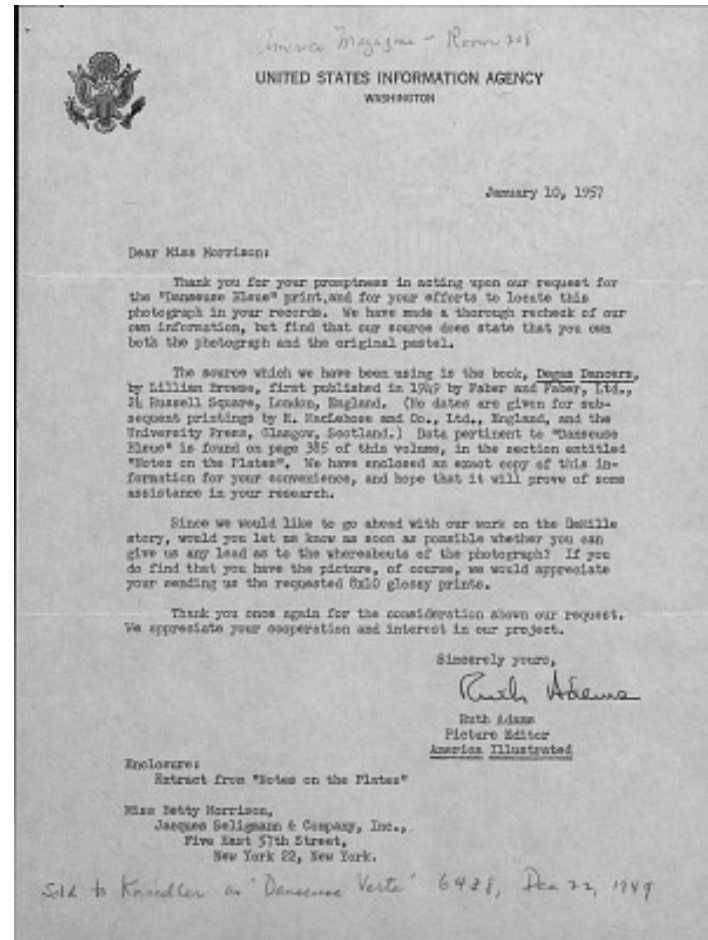 America Magazine - Room 208
UNITED STATES INFORMATION AGENCY
WASHINGTON
January 10, 1957
Dear Miss Morrison:
Thank you for your promptness in acting upon our request for
the "Danseuse Bleue" print,and for your efforts to locate this
photograph in your records. We have made a thorough recheck of our
own information, but find that our source does state that you own
both the photograph and the original pastel.
The source which we have been using is the book, Degas Dancers,
by Lillian Browse, first published in 1949 by Faber and Faber, Ltd.,
24 Russell Square, London, England. (No dates are given for sub-
sequent printings by R. MacLehose and Co., Ltd., England, and the
University Press, Glasgow, Scotland.) Data pertinent to "Danseuse
Bleue" is found on page 385 of this volume, in the section entitled
"Notes on the Plates". We have enclosed an exact copy of this in-
formation for your convenience, and hope that it will prove of some
assistance in your research.
Since we would like to go ahead with our work on the DeMille
story, would you let us know as soon as possible whether you can
give us any lead as to the whereabouts of the photograph? If you
do find that you have the picture, of course, we would appreciate
your sending us the requested 8x10 glossy prints.
Thank you once again for the consideration shown our request.
We appreciate your cooperation and interest in our project.
Sincerely yours,
Ruth Adams
Ruth Adams
Picture Editor
America Illustrated
Enclosure:
Extract from "Notes on the Plates"
Miss Betty Morrison,
Jacques Seligmann & Company, Inc.,
Five East 57th Street,
New York 22, New York.
Sold to Knoedler as "Danseuse Verte" 6428, Dec 22, 1949